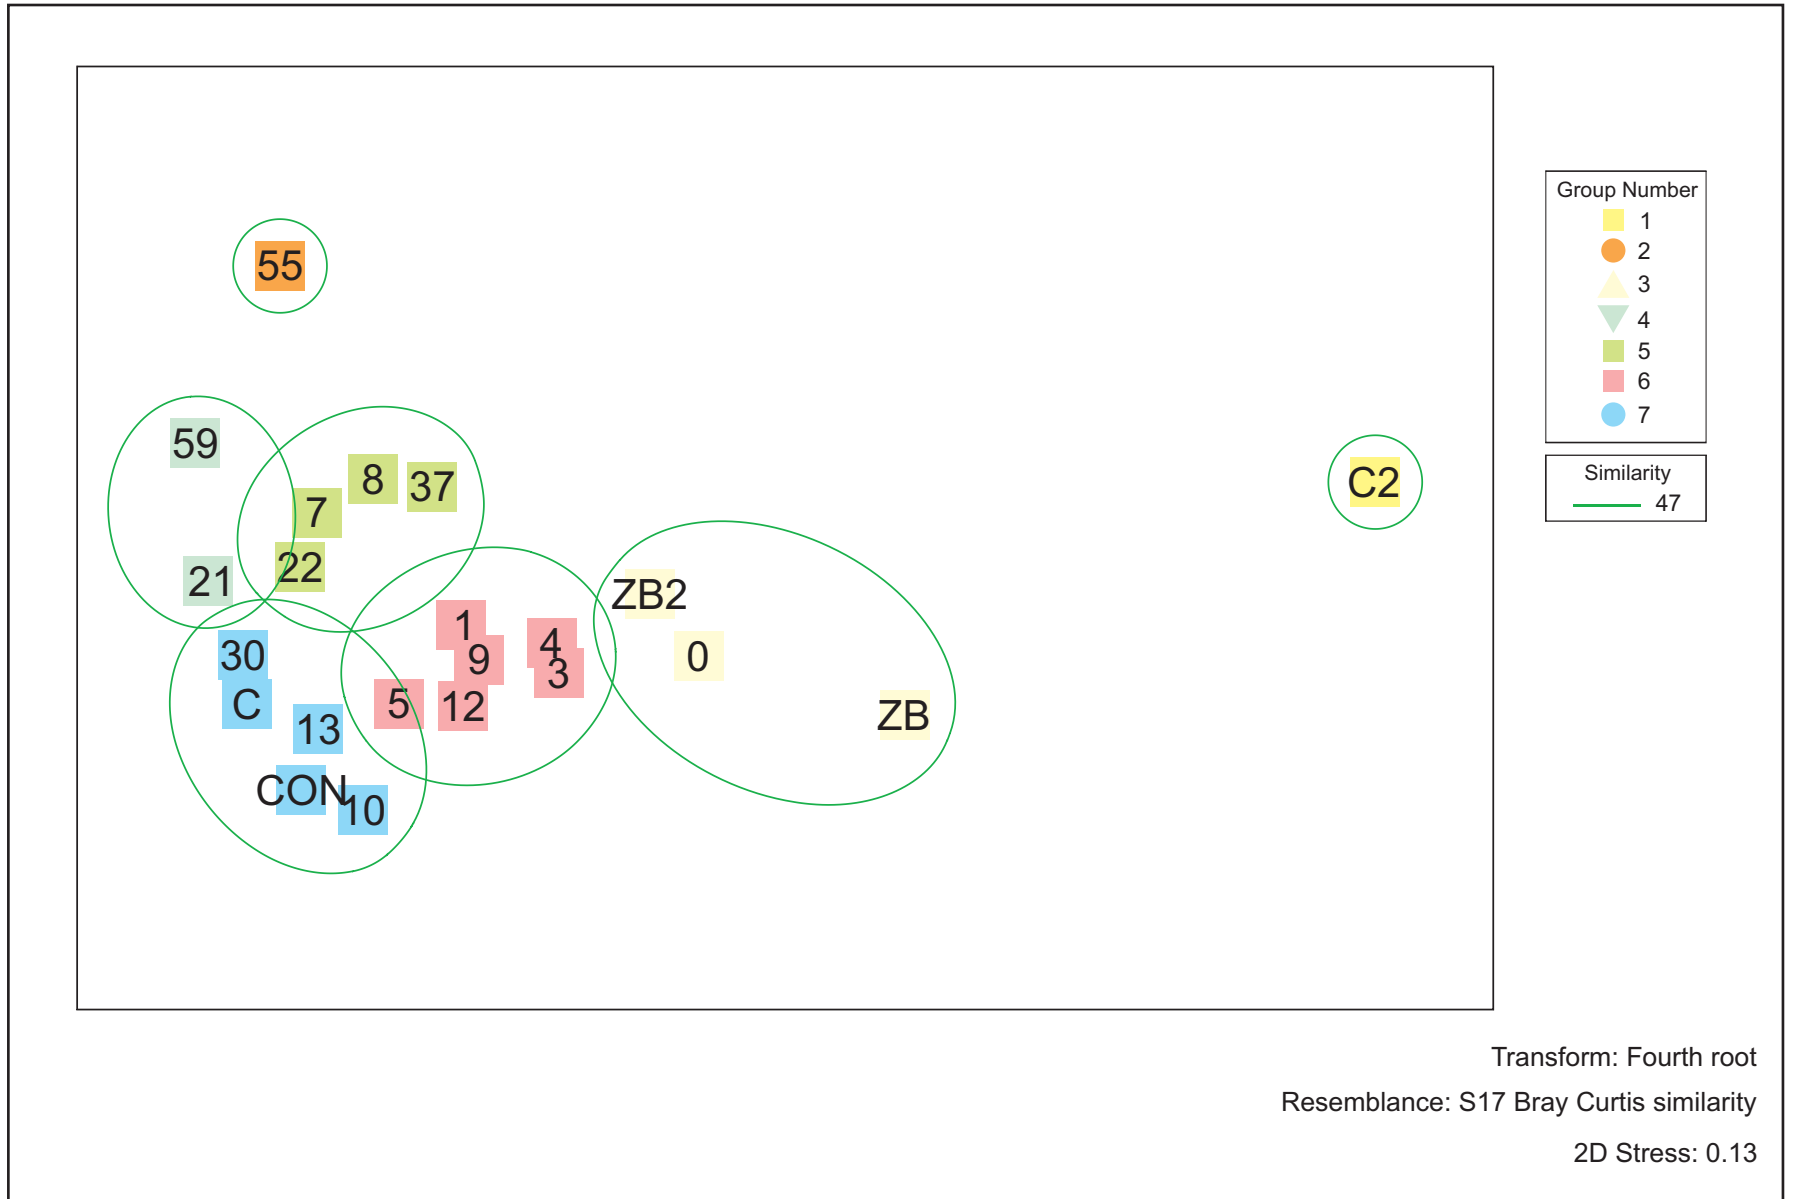 Group Number
1
2
3
4
5
6
7
Similarity
47
55
59
8
37
C2
7
22
21
ZB2
1
4
30
9
0
3
C
5
12
ZB
13
CON
10
Transform: Fourth root
Resemblance: S17 Bray Curtis similarity
2D Stress: 0.13